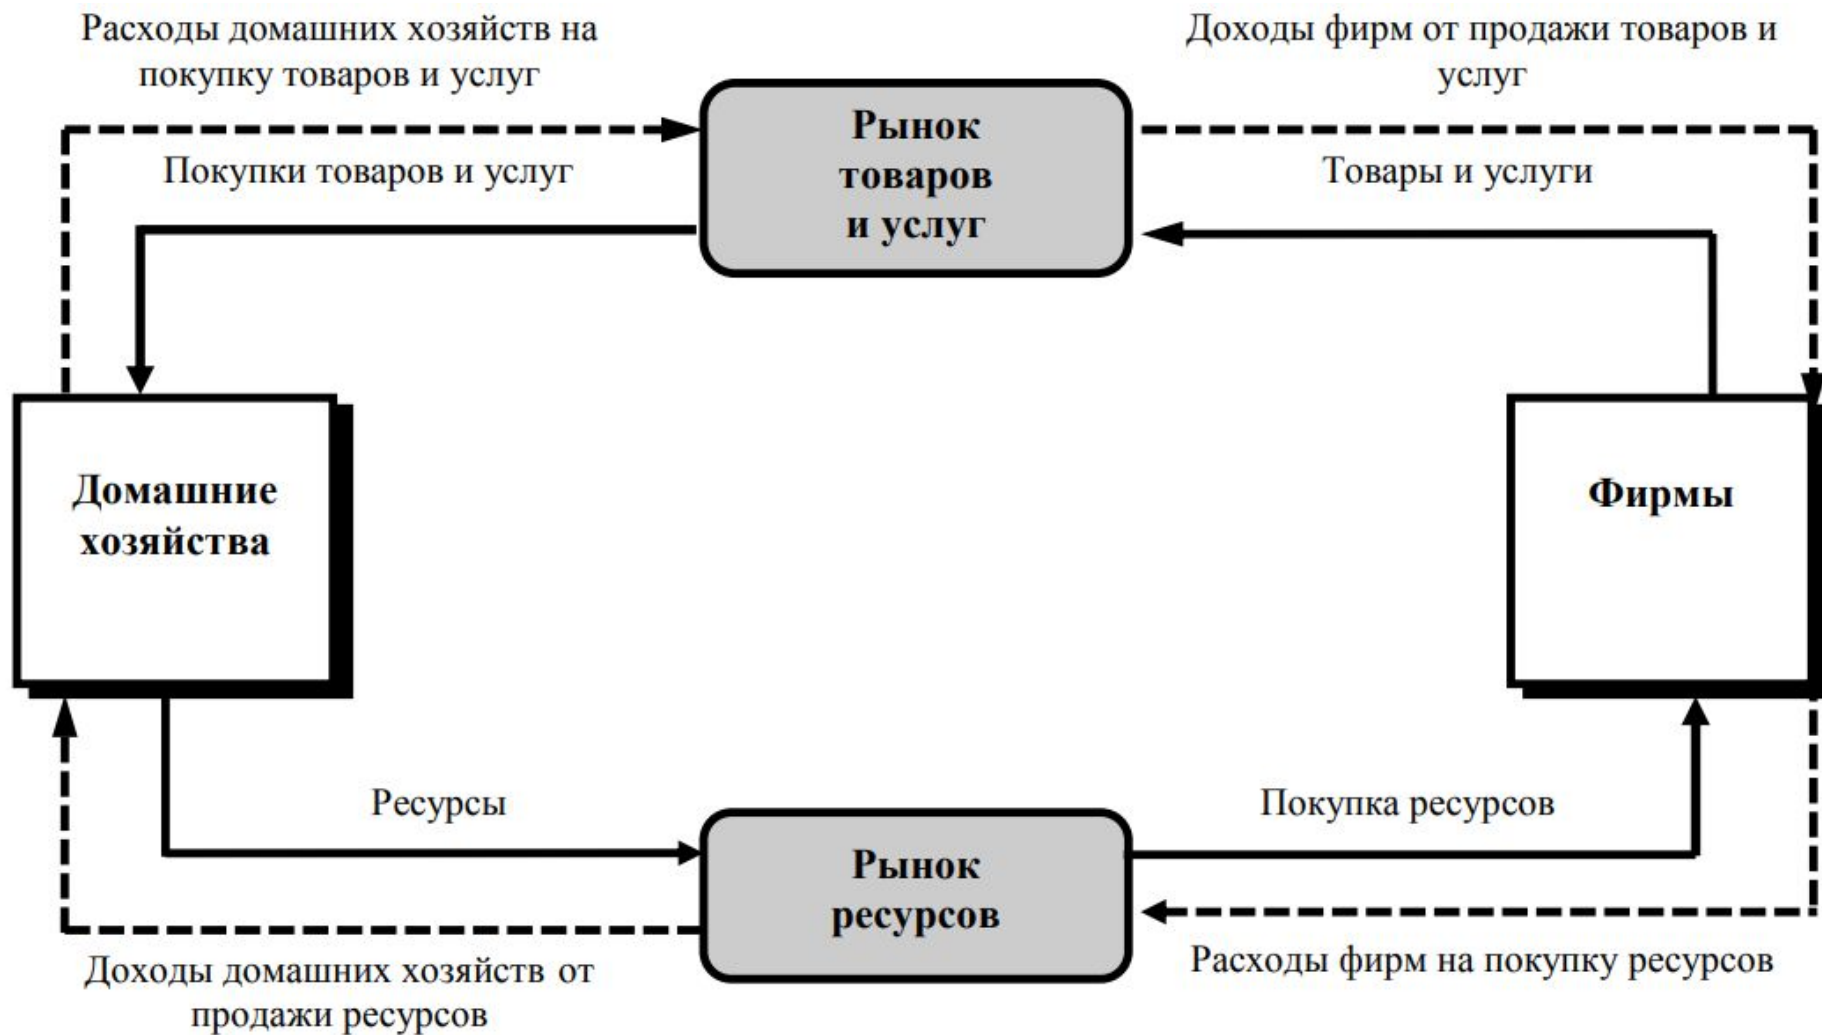 Расходы домашних хозяйств на
покупку товаров и услуг
Доходы фирм от продажи товаров и
услуг
Рынок
товаров
и услуг
Покупки товаров и услуг
Товары и услуги
Домашние
хозяйства
Фирмы
Ресурсы
Покупка ресурсов
Рынок
ресурсов
Доходы домашних хозяйств от
продажи ресурсов
Расходы фирм на покупку ресурсов